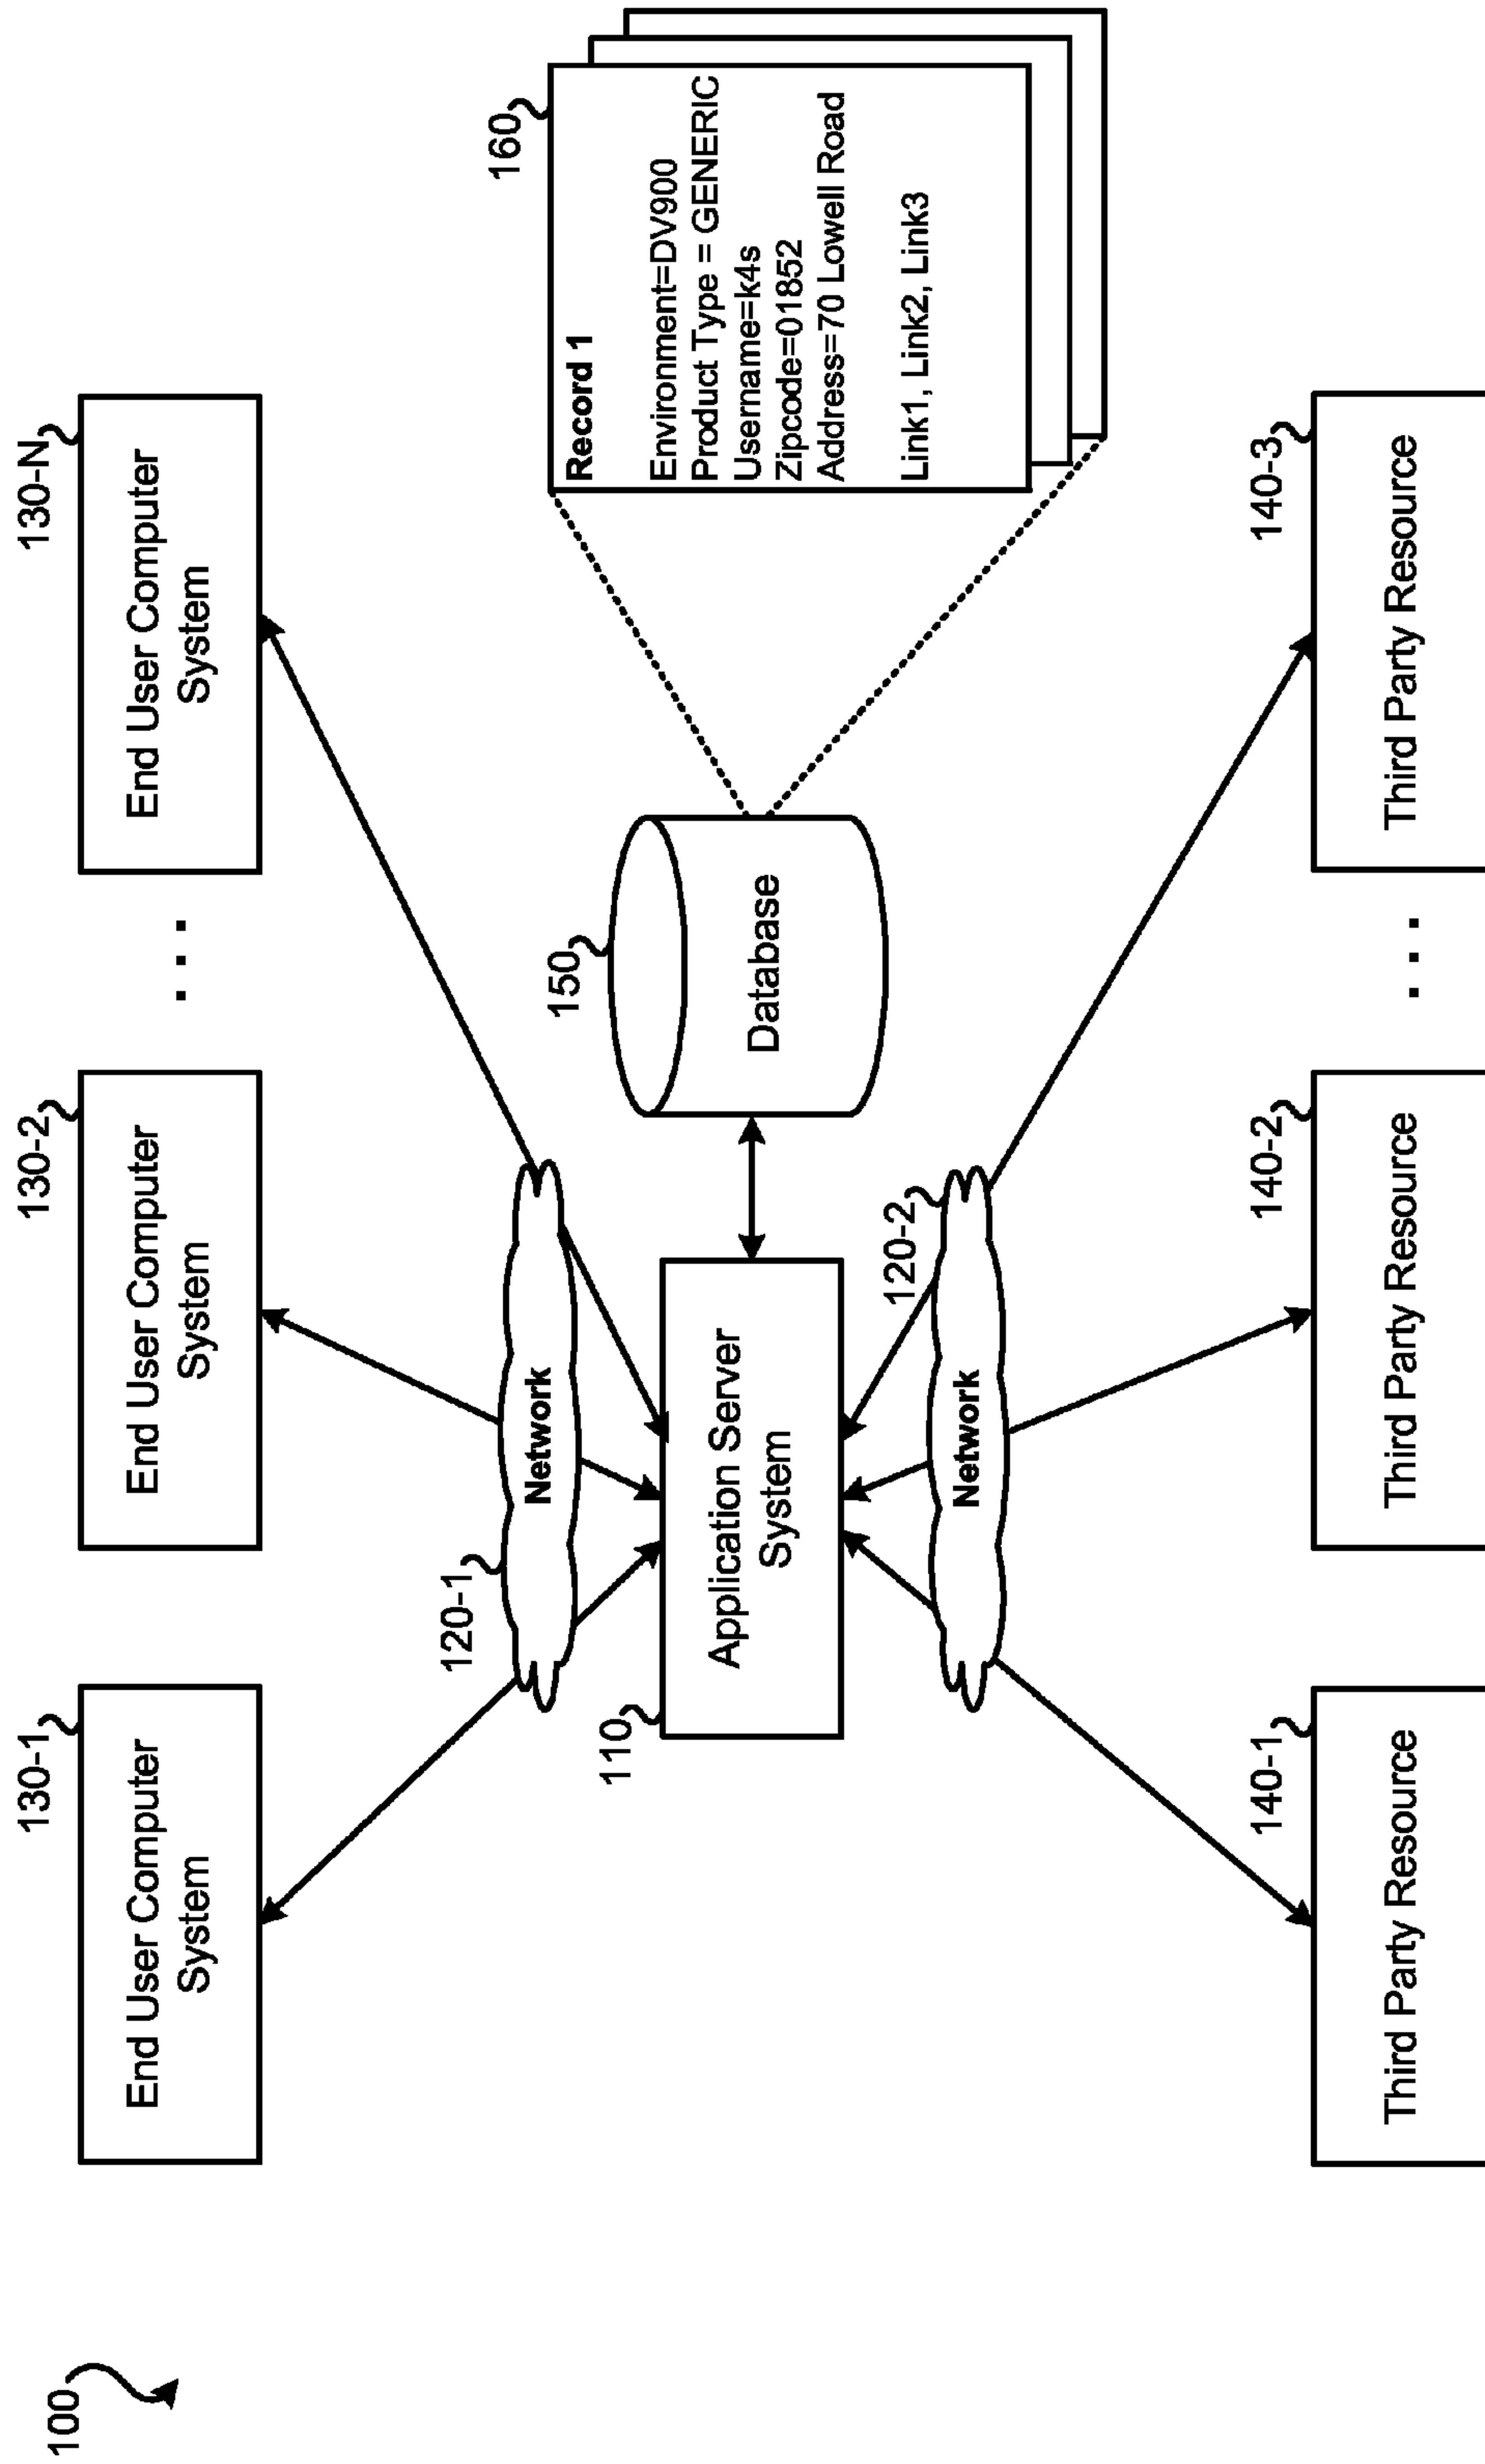 100
130-1
End User Computer
System
130-2
End User Computer
System
. . .
130-N
End User Computer
System
120-1
Network
110
Application Server
System
150
Database
160
Record 1
Environment=DV900
Product Type = GENERIC
Username=k4s
Zipcode=01852
Address=70 Lowell Road
Link1, Link2, Link3
120-2
Network
140-1
Third Party Resource
140-2
Third Party Resource
. . .
140-3
Third Party Resource